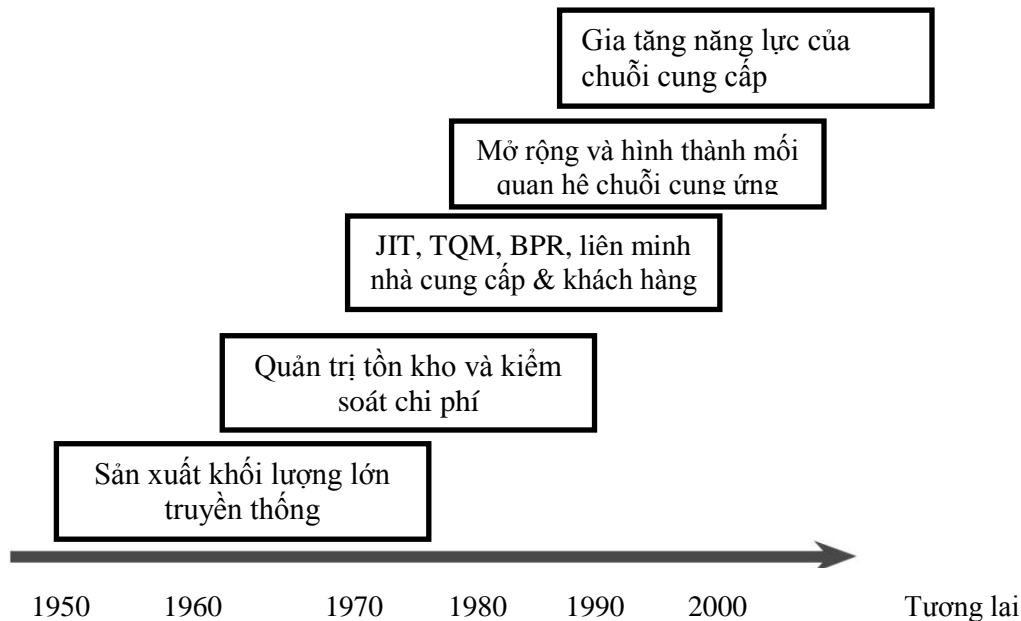 Gia tăng năng lực của
chuỗi cung cấp
Mở rộng và hình thành mối
quan hê chuỗi cung ứng
JIT, TQM, BPR, liên minh
nhà cung cấp & khách hàng
Quản trị tồn kho và kiểm
soát chi phí
Sản xuất khối lượng lớn
truyền thống
1950 1960 1970 1980 1990 2000 Tương lai